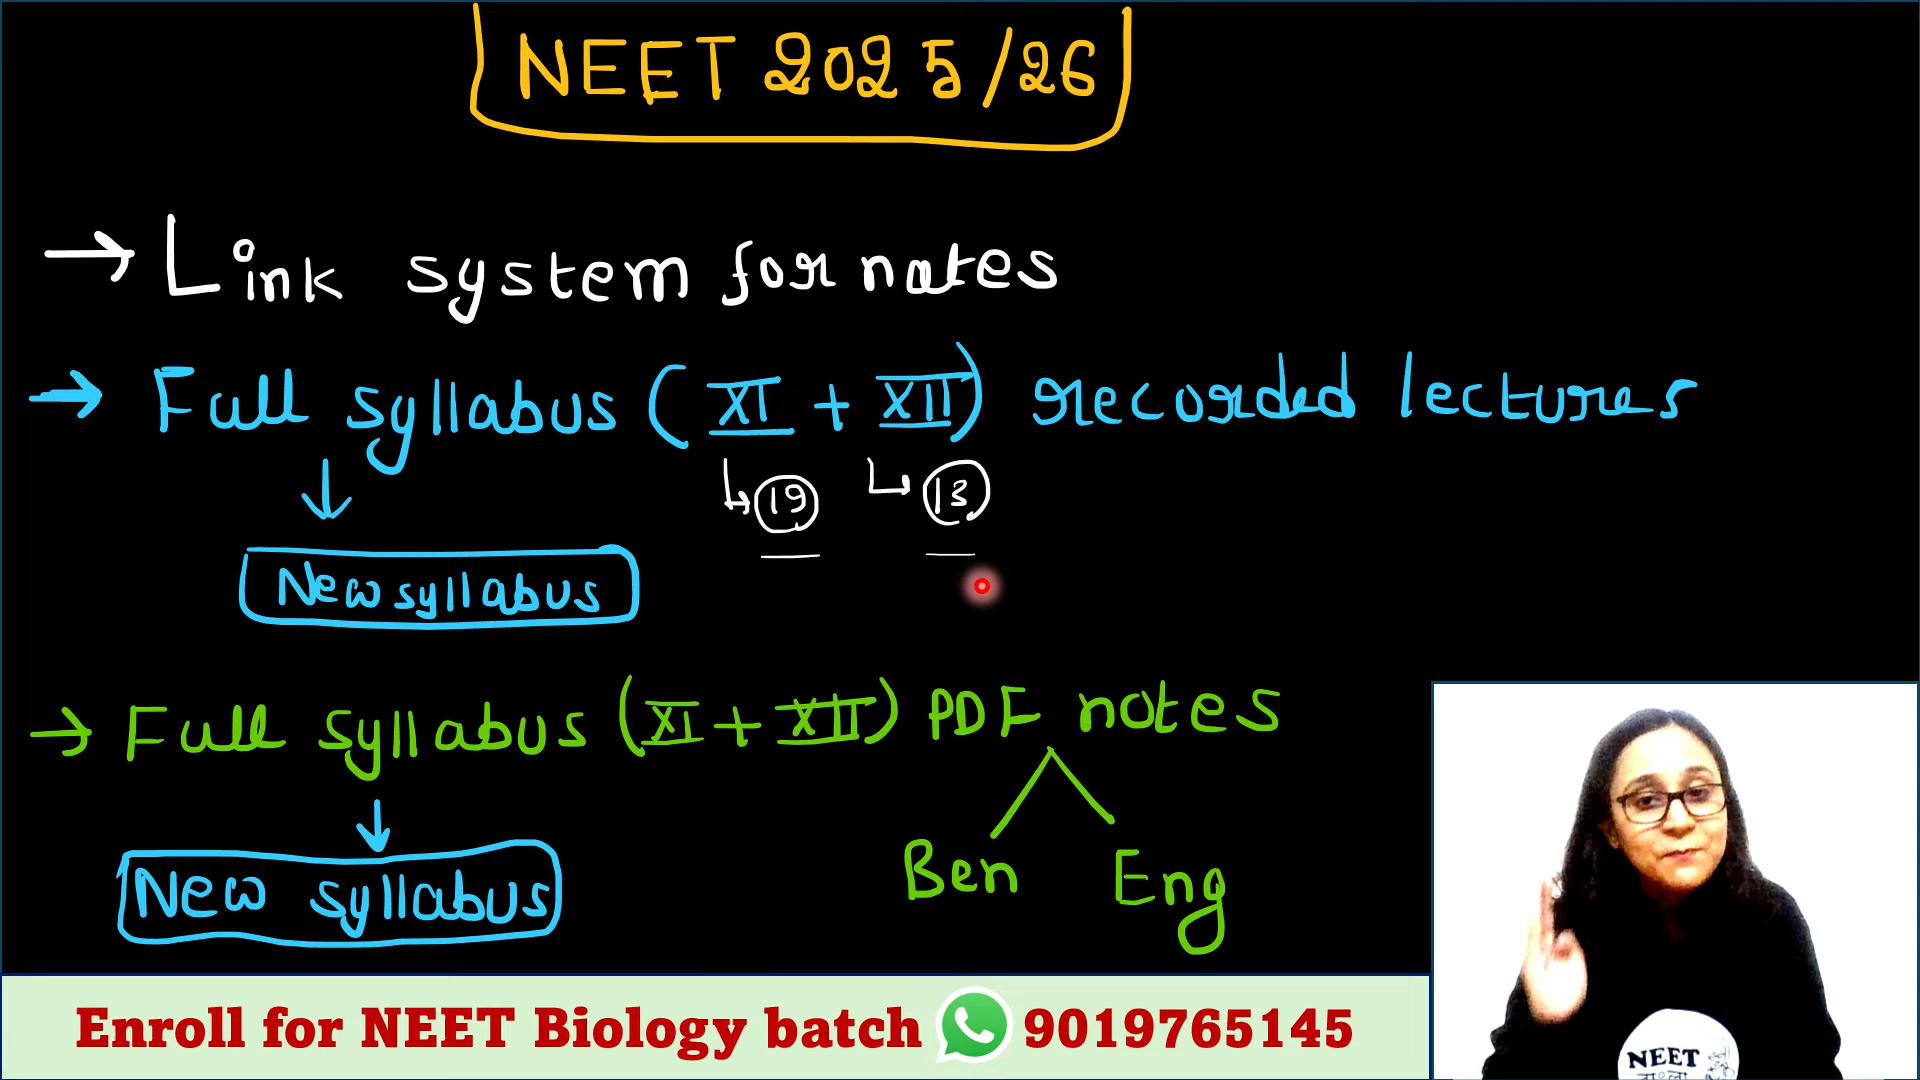 NEET 2025/26
→ Link system for notes
→ Full syllabus (XI + XII) recorded lectures
19 13
New syllabus
→ Full syllabus (XI + XII) PDF notes
Ben Eng
New syllabus
Enroll for NEET Biology batch 9019765145
NEET
বাংলা